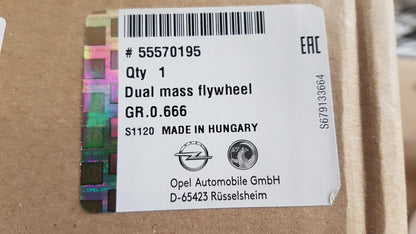 # 55570195
Qty 1
Dual mass flywheel
GR.0.666
S1120 MADE IN HUNGARY
Opel Automobile GmbH
D-65423 Rüsselsheim
EAC
S679133664